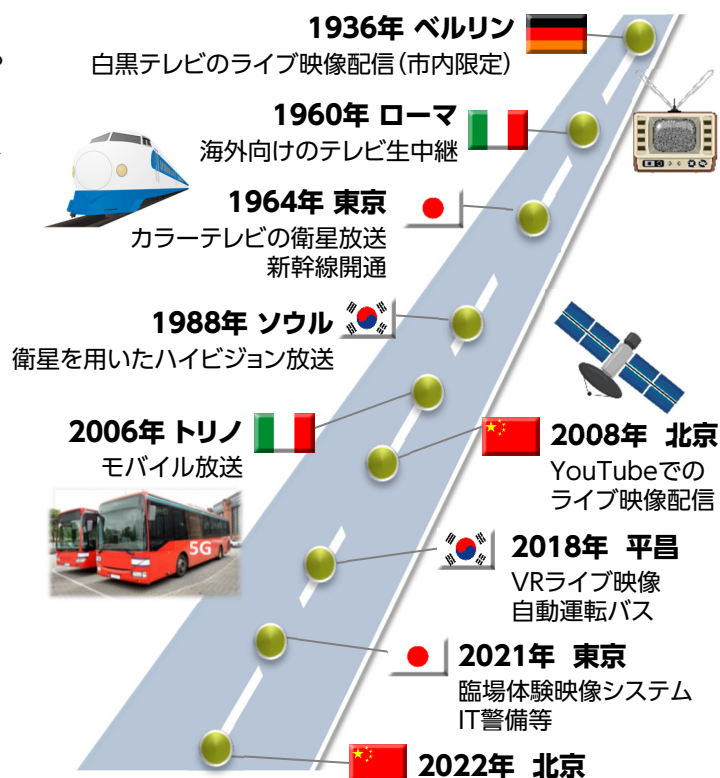 1936年 ベルリン
白黒テレビのライブ映像配信(市内限定)
1960年 ローマ
海外向けのテレビ生中継
1964年 東京
カラーテレビの衛星放送
新幹線開通
1988年 ソウル
衛星を用いたハイビジョン放送
2006年 トリノ
モバイル放送
5G
2008年 北京
YouTubeでの
ライブ映像配信
2018年 平昌
VRライブ映像
自動運転バス
2021年 東京
臨場体験映像システム
IT警備等
2022年 北京